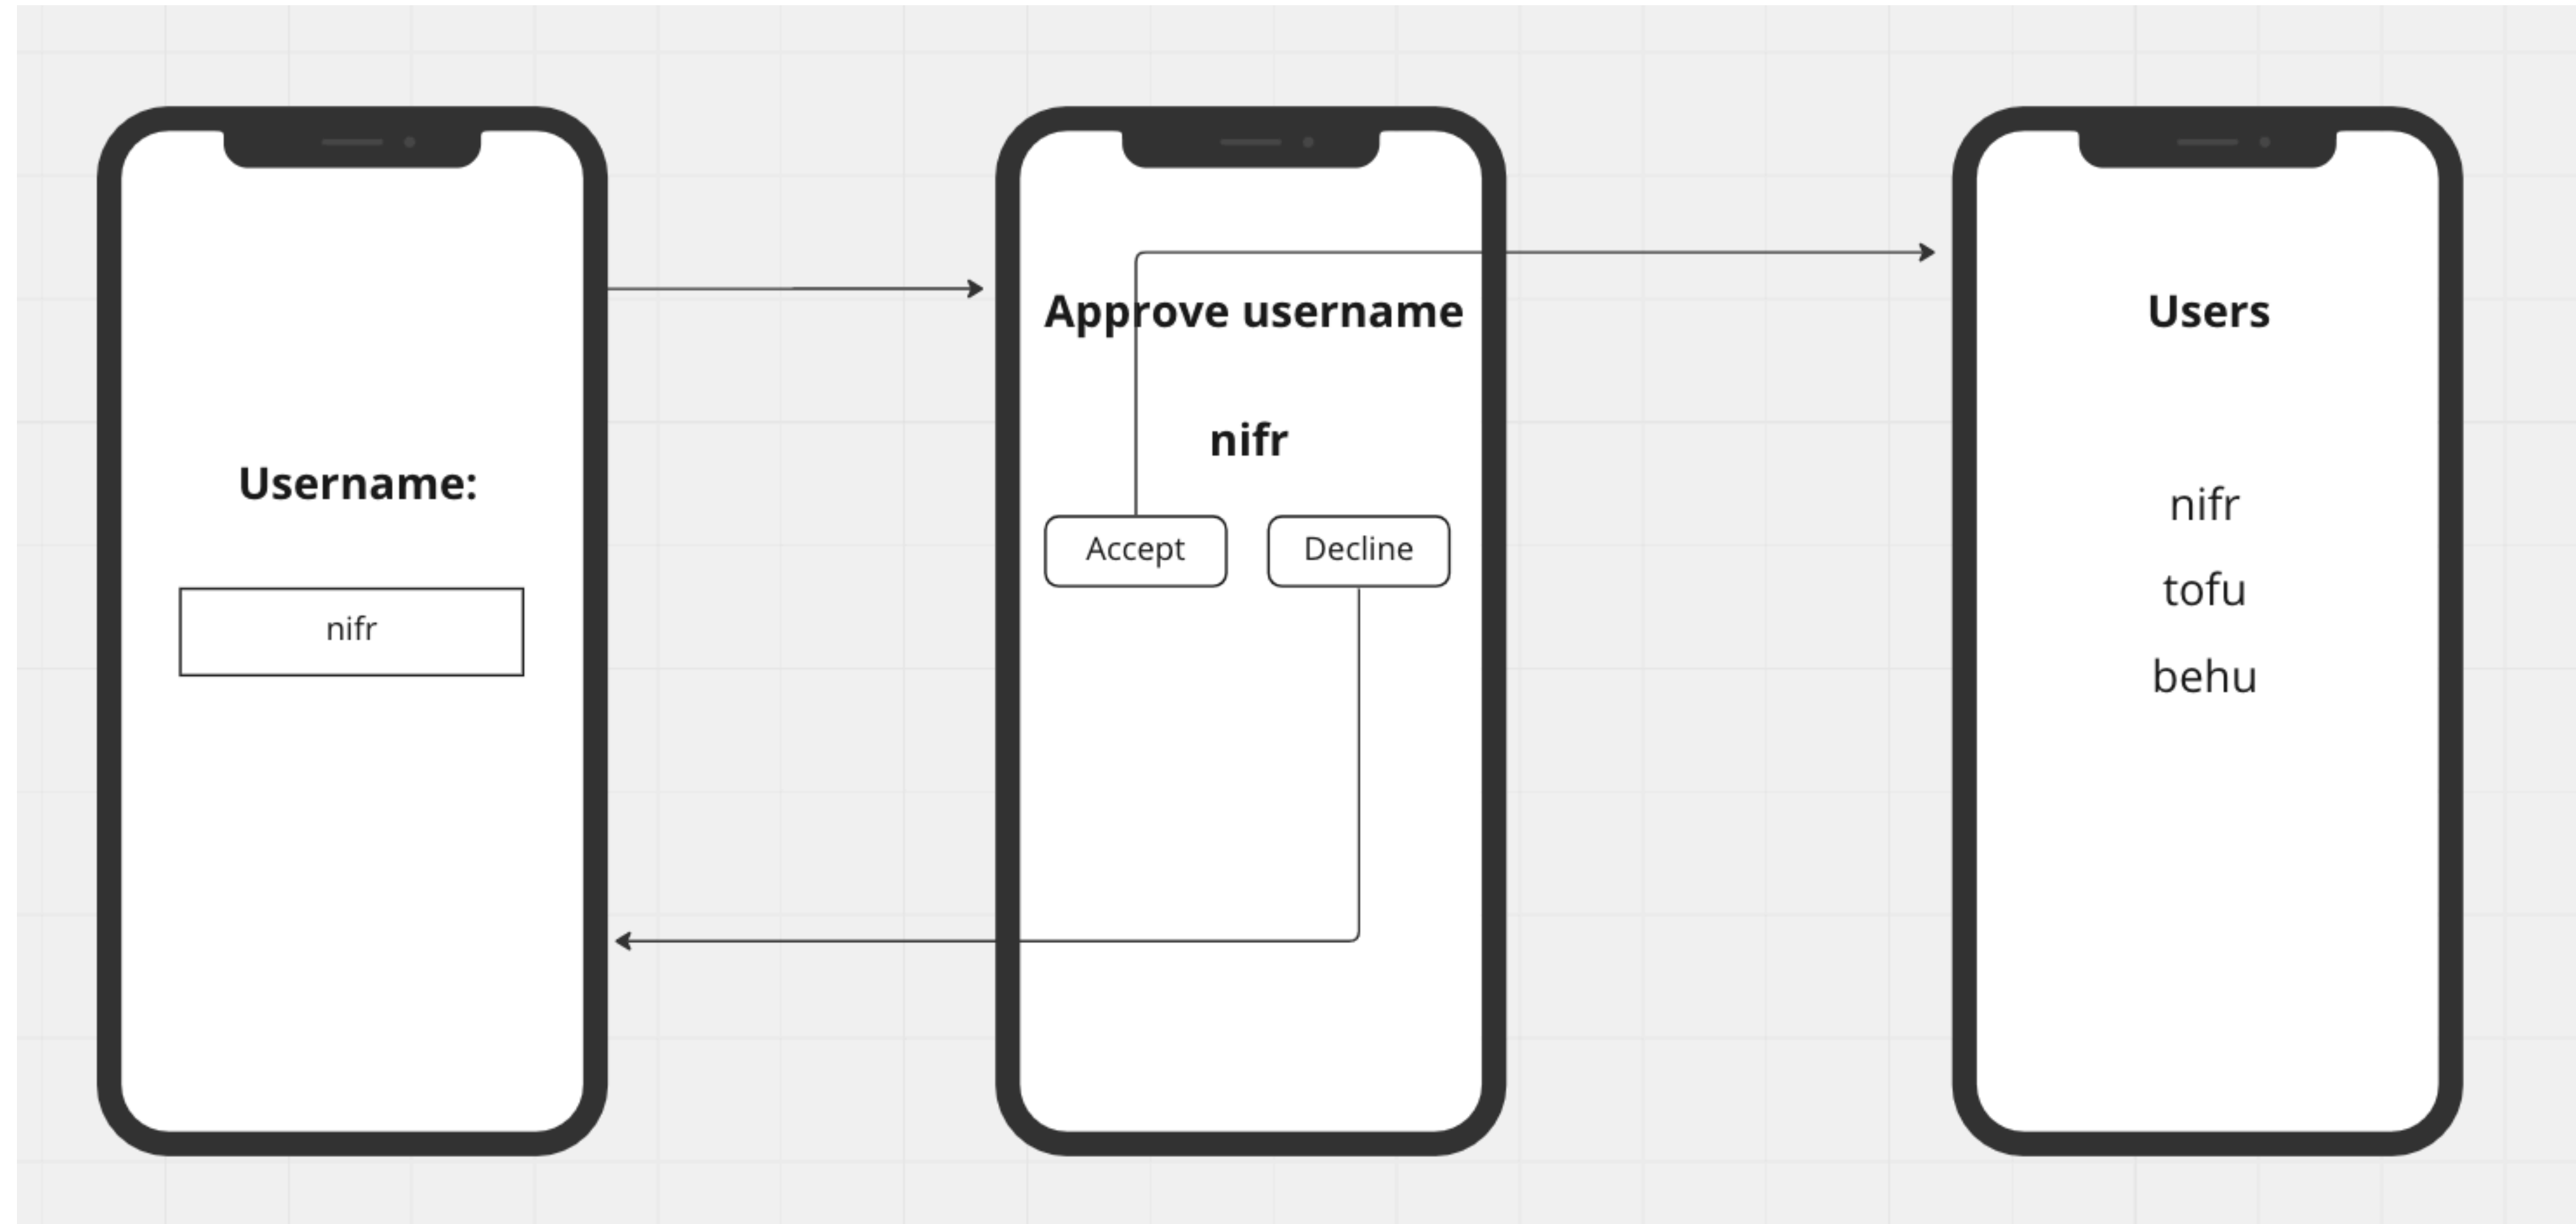 Username:
nifr
Approve username
nifr
Accept
Decline
Users
nifr
tofu
behu